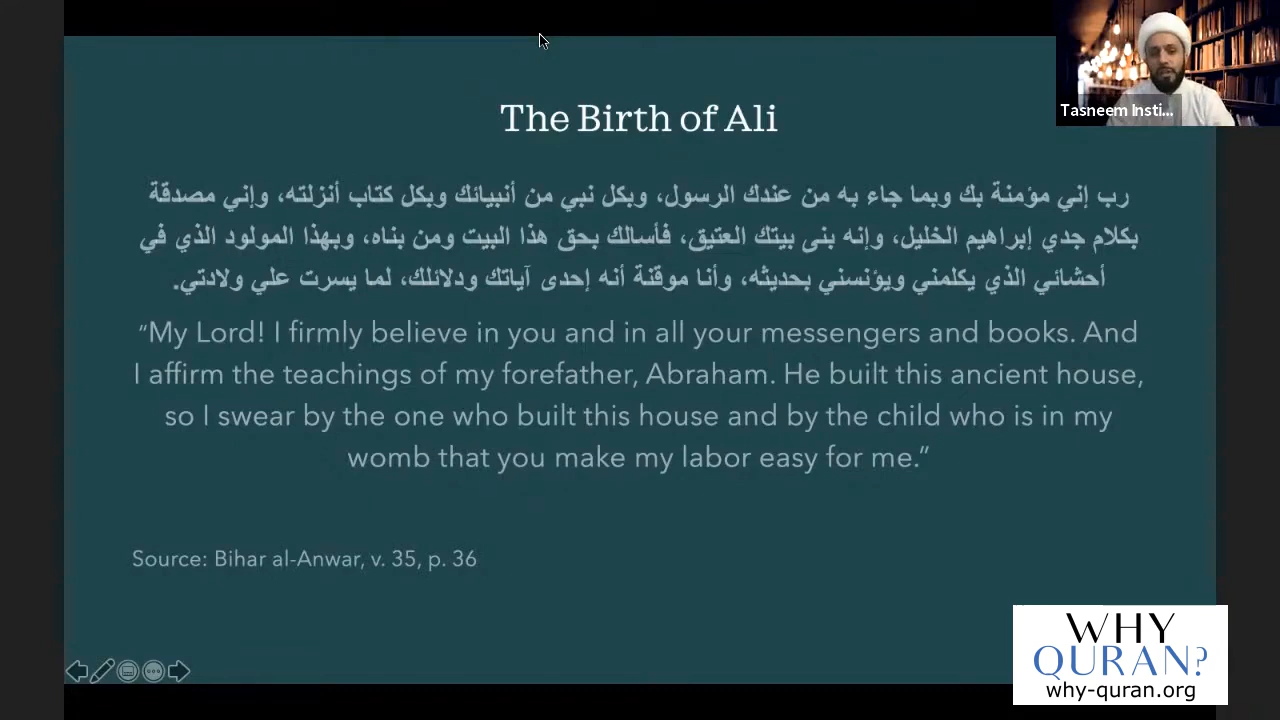 Tasneem Insti...
The Birth of Ali
رب إني مؤمنة بك وبما جاء به من عندك الرسول، وبكل نبي من أنبيائك وبكل كتاب أنزلته، وإني مصدقة
بكلام جدي إبراهيم الخليل، وإنه بنى بيتك العتيق، فأسالك بحق هذا البيت ومن بناه، وبهذا المولود الذي في
أحشائي الذي يكلمني ويؤنسني بحديثه، وأنا موقنة أنه إحدى آياتك ودلائلك، لما يسرت علي ولادتي.
“My Lord! I firmly believe in you and in all your messengers and books. And
I affirm the teachings of my forefather, Abraham. He built this ancient house,
so I swear by the one who built this house and by the child who is in my
womb that you make my labor easy for me.”
Source: Bihar al-Anwar, v. 35, p. 36
WHY
QURAN?
why-quran.org